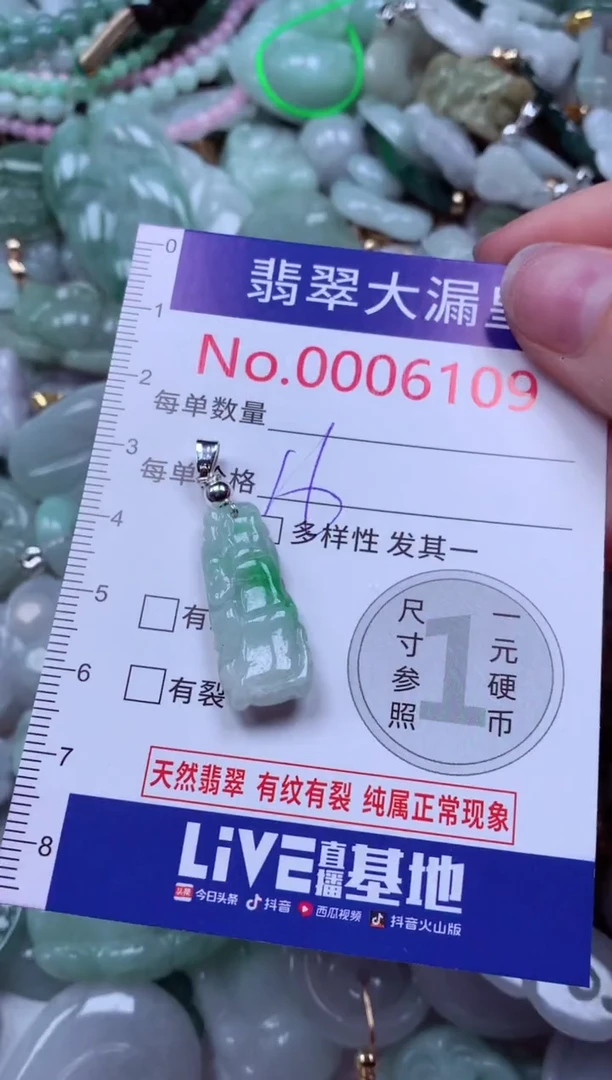 0
翡翠大漏
1
No.0006109
2
每单数量
3
每单价格
4
多样性 发其一
5
有
尺寸参照
1
一元硬币
6
有裂
7
天然翡翠 有纹有裂 纯属正常现象
8
LiVE直播基地
头条 今日头条 抖音 西瓜视频 抖音火山版